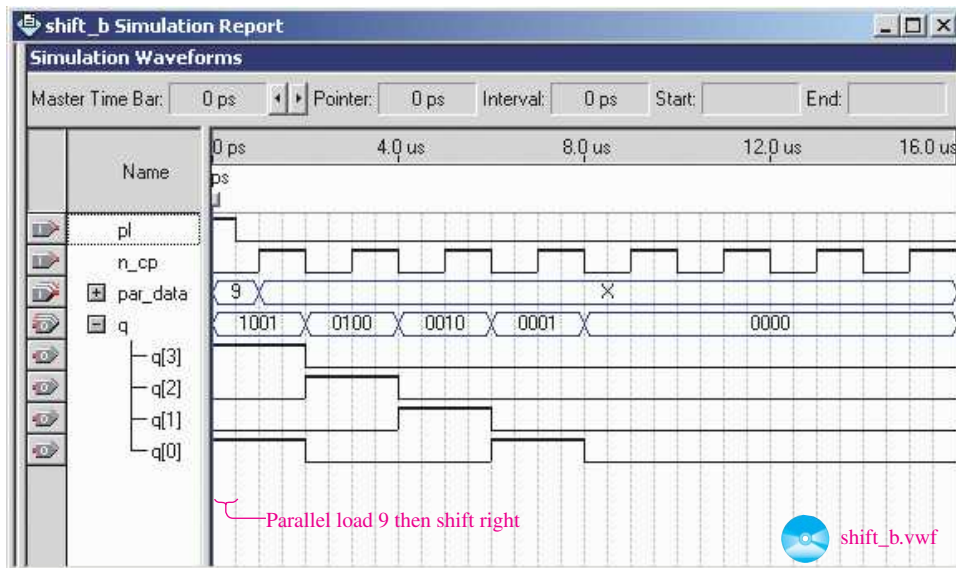 shift_b Simulation Report
Simulation Waveforms
Master Time Bar: 0 ps Pointer: 0 ps Interval: 0 ps Start: End:
Name
0 ps 4.0 us 8.0 us 12.0 us 16.0 us
ps
pl
n_cp
par_data 9 X
q 1001 0100 0010 0001 0000
q[3]
q[2]
q[1]
q[0]
Parallel load 9 then shift right
shift_b.vwf